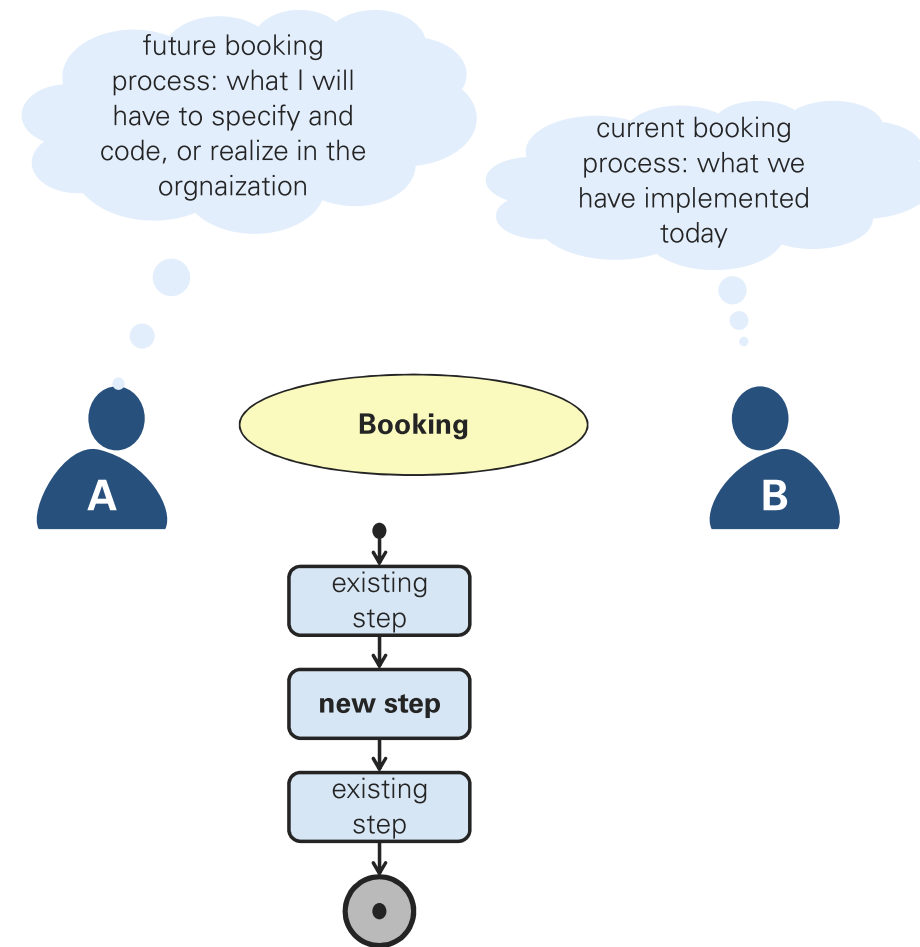 future booking
process: what I will
have to specify and
code, or realize in the
orgnaization
current booking
process: what we
have implemented
today
Booking
A
B
existing
step
new step
existing
step